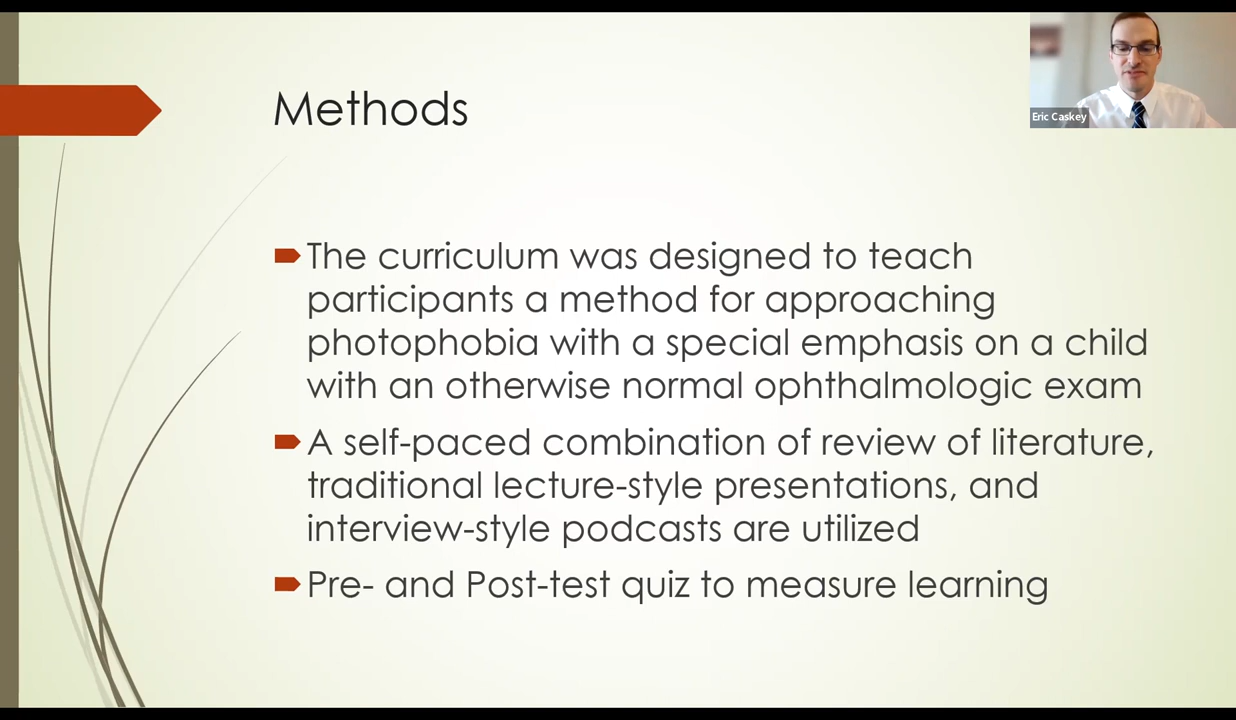 Methods
Eric Caskey
The curriculum was designed to teach
participants a method for approaching
photophobia with a special emphasis on a child
with an otherwise normal ophthalmologic exam
A self-paced combination of review of literature,
traditional lecture-style presentations, and
interview-style podcasts are utilized
Pre- and Post-test quiz to measure learning